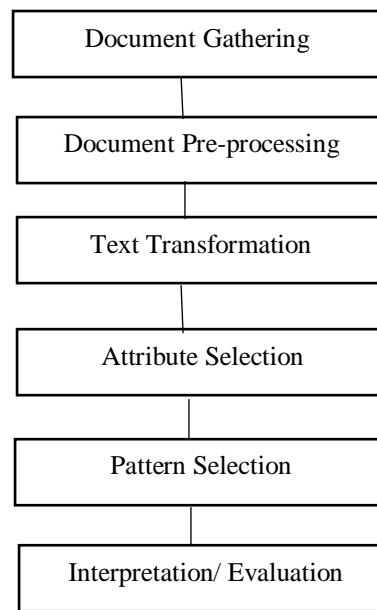 Document Gathering
Document Pre-processing
Text Transformation
Attribute Selection
Pattern Selection
Interpretation/ Evaluation